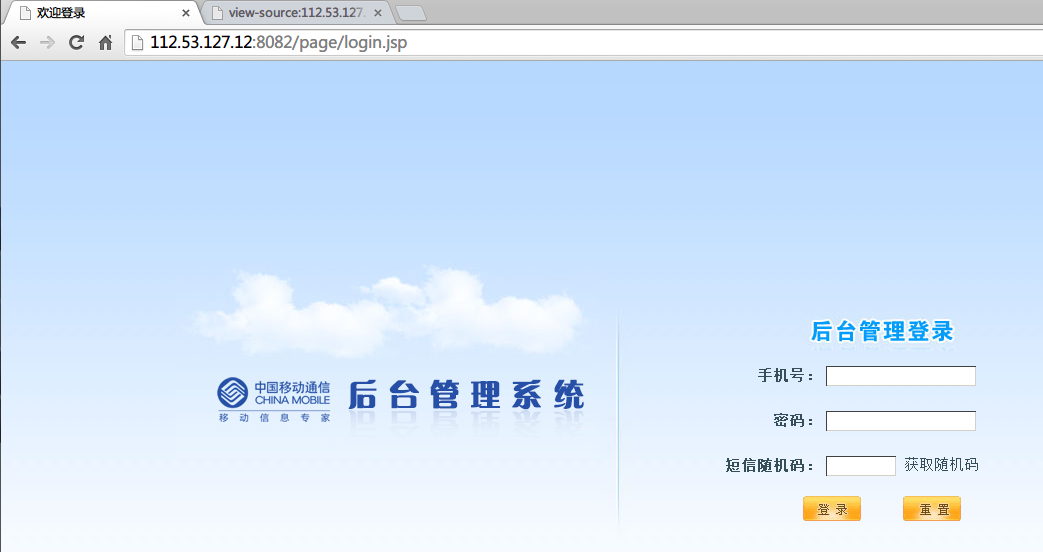 欢迎登录
view-source:112.53.127.
112.53.127.12:8082/page/login.jsp
中国移动通信
CHINA MOBILE
移动信息专家
后台管理系统
后台管理登录
手机号：
密码：
短信随机码： 获取随机码
登录 重置